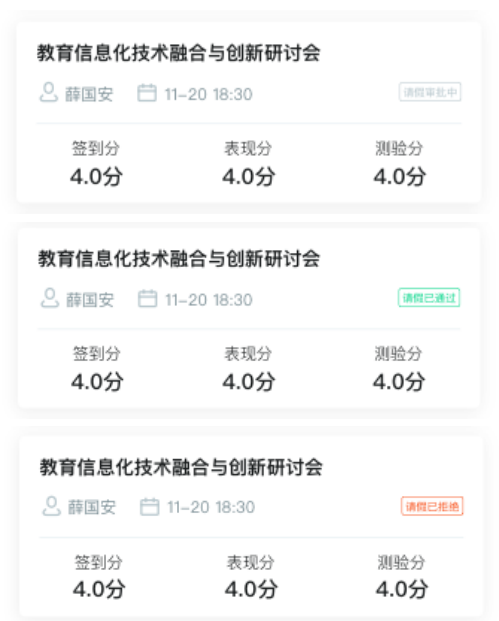 教育信息化技术融合与创新研讨会
薛国安 11-20 18:30 请假审批中
签到分 表现分 测验分
4.0分 4.0分 4.0分
教育信息化技术融合与创新研讨会
薛国安 11-20 18:30 请假已通过
签到分 表现分 测验分
4.0分 4.0分 4.0分
教育信息化技术融合与创新研讨会
薛国安 11-20 18:30 请假已拒绝
签到分 表现分 测验分
4.0分 4.0分 4.0分